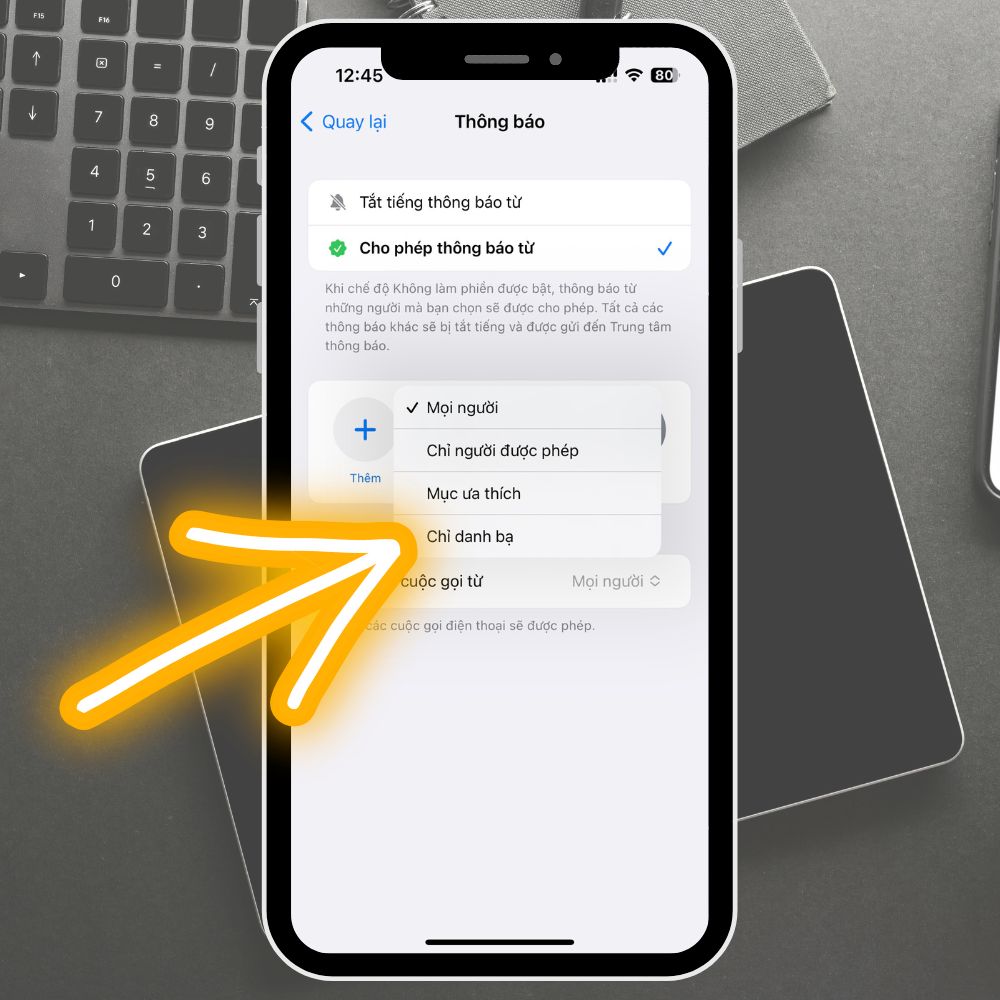 F15
F16
=
/
7
8
9
4
5
6
1
2
3
0
.
12:45
80
Quay lại
Thông báo
Tắt tiếng thông báo từ
Cho phép thông báo từ
Khi chế độ Không làm phiền được bật, thông báo từ
những người mà bạn chọn sẽ được cho phép. Tất cả các
thông báo khác sẽ bị tắt tiếng và được gửi đến Trung tâm
thông báo.
Mọi người
Chỉ người được phép
Thêm
Mục ưa thích
Chỉ danh bạ
cuộc gọi từ
Mọi người
các cuộc gọi điện thoại sẽ được phép.